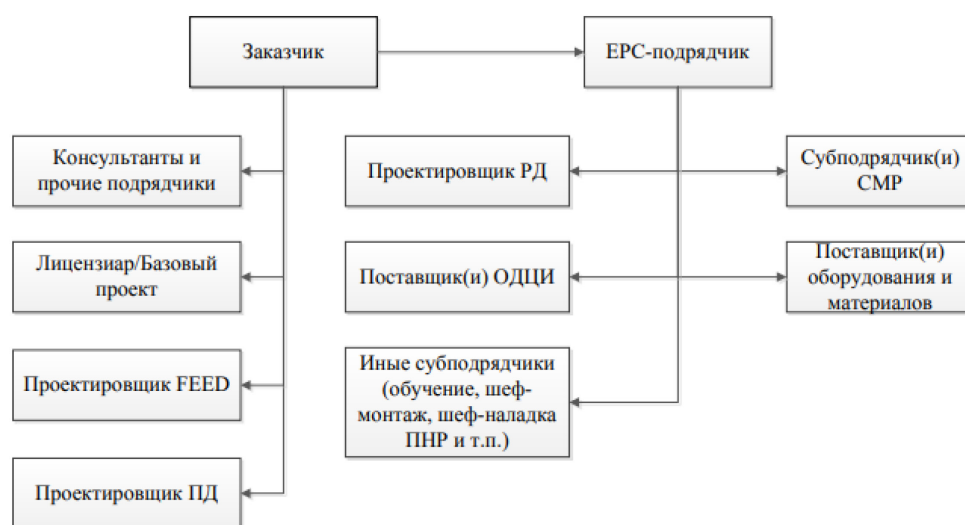 Заказчик
EPC-подрядчик
Консультанты и
прочие подрядчики
Проектировщик РД
Субподрядчик(и)
СМР
Лицензиар/Базовый
проект
Поставщик(и) ОДЦИ
Поставщик(и)
оборудования и
материалов
Проектировщик FEED
Иные субподрядчики
(обучение, шеф-
монтаж, шеф-наладка
ПНР и т.п.)
Проектировщик ПД